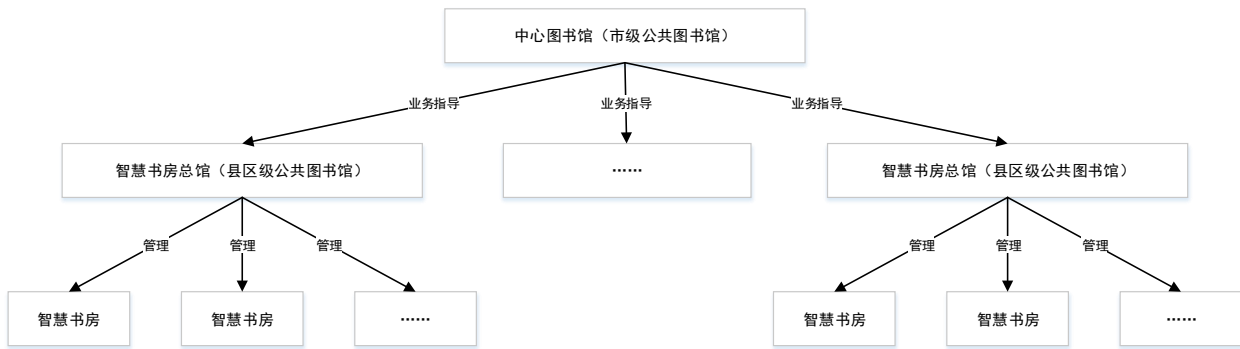 中心图书馆（市级公共图书馆）
业务指导 业务指导 业务指导
智慧书房总馆（县区级公共图书馆） …… 智慧书房总馆（县区级公共图书馆）
管理 管理 管理 管理 管理 管理
智慧书房 智慧书房 …… 智慧书房 智慧书房 ……